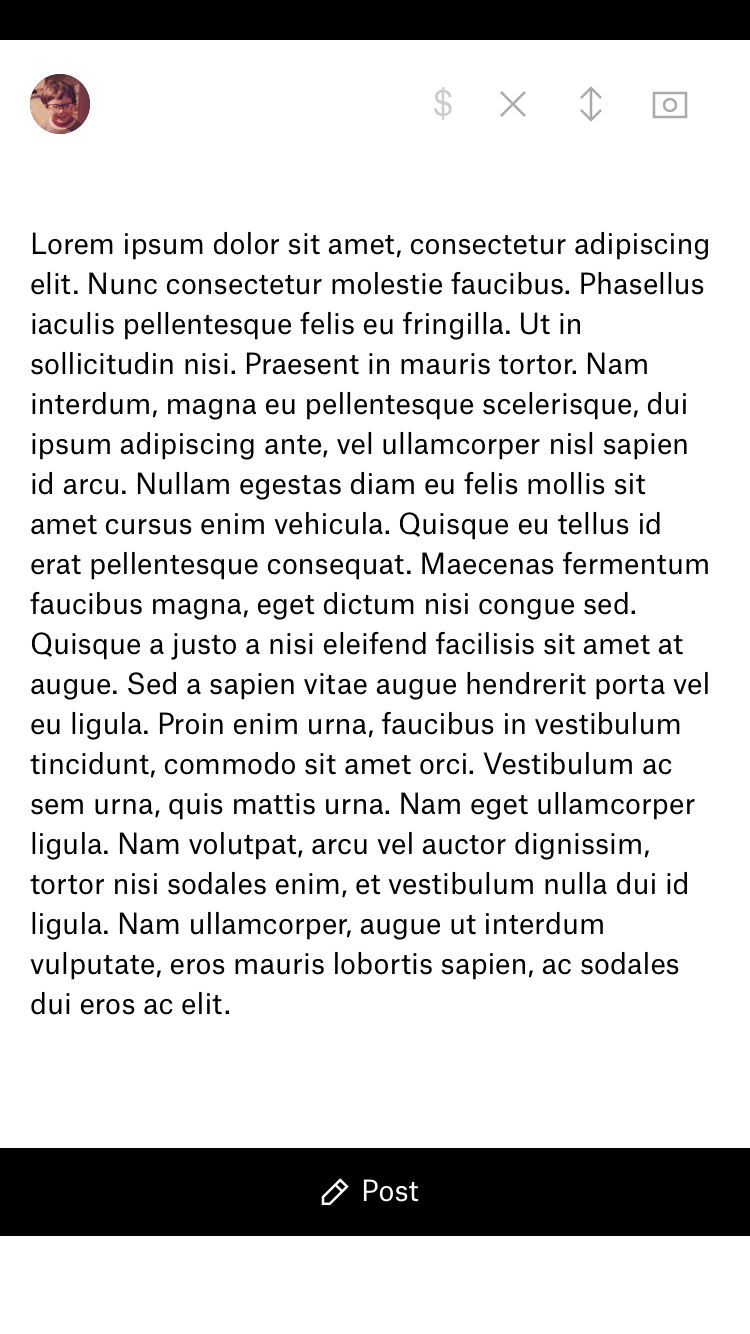 $
Lorem ipsum dolor sit amet, consectetur adipiscing
elit. Nunc consectetur molestie faucibus. Phasellus
iaculis pellentesque felis eu fringilla. Ut in
sollicitudin nisi. Praesent in mauris tortor. Nam
interdum, magna eu pellentesque scelerisque, dui
ipsum adipiscing ante, vel ullamcorper nisl sapien
id arcu. Nullam egestas diam eu felis mollis sit
amet cursus enim vehicula. Quisque eu tellus id
erat pellentesque consequat. Maecenas fermentum
faucibus magna, eget dictum nisi congue sed.
Quisque a justo a nisi eleifend facilisis sit amet at
augue. Sed a sapien vitae augue hendrerit porta vel
eu ligula. Proin enim urna, faucibus in vestibulum
tincidunt, commodo sit amet orci. Vestibulum ac
sem urna, quis mattis urna. Nam eget ullamcorper
ligula. Nam volutpat, arcu vel auctor dignissim,
tortor nisi sodales enim, et vestibulum nulla dui id
ligula. Nam ullamcorper, augue ut interdum
vulputate, eros mauris lobortis sapien, ac sodales
dui eros ac elit.
Post